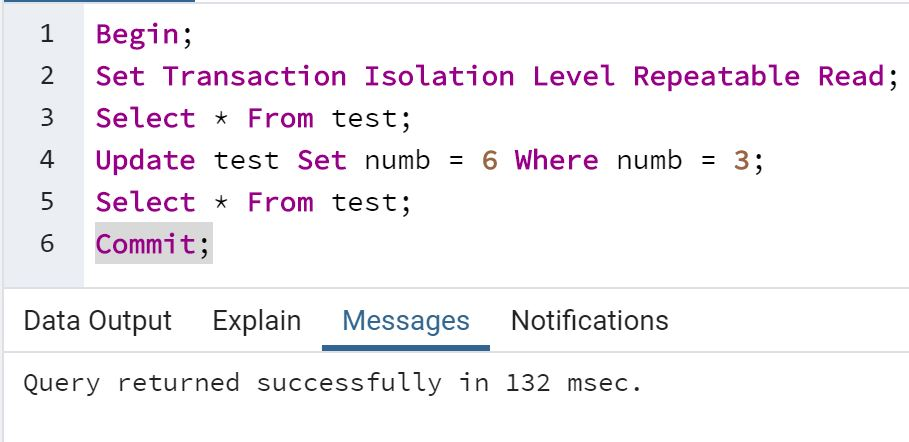 1 Begin;
2 Set Transaction Isolation Level Repeatable Read;
3 Select * From test;
4 Update test Set numb = 6 Where numb = 3;
5 Select * From test;
6 Commit;
Data Output Explain Messages Notifications
Query returned successfully in 132 msec.